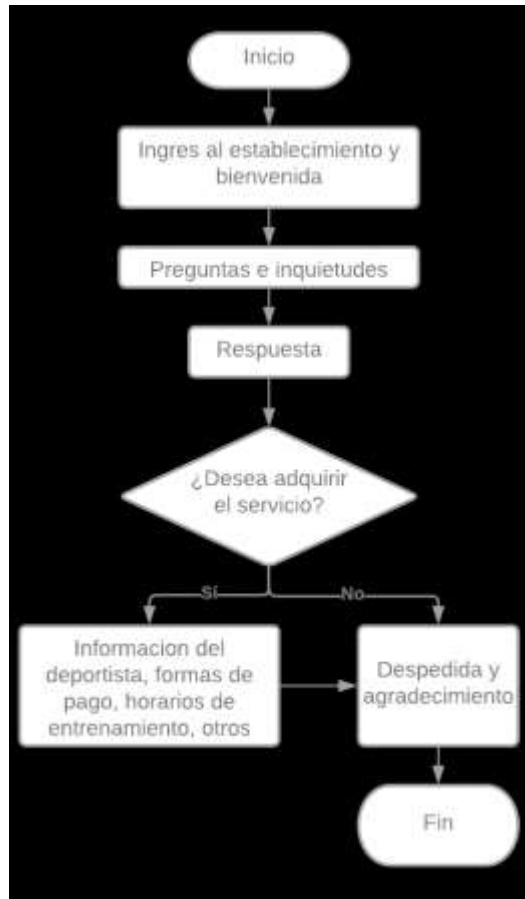 Inicio
Ingres al establecimiento y
bienvenida
Preguntas e inquietudes
Respuesta
¿Desea adquirir
el servicio?
Sí
No
Informacion del
deportista, formas de
pago, horarios de
entrenamiento, otros
Despedida y
agradecimiento
Fin